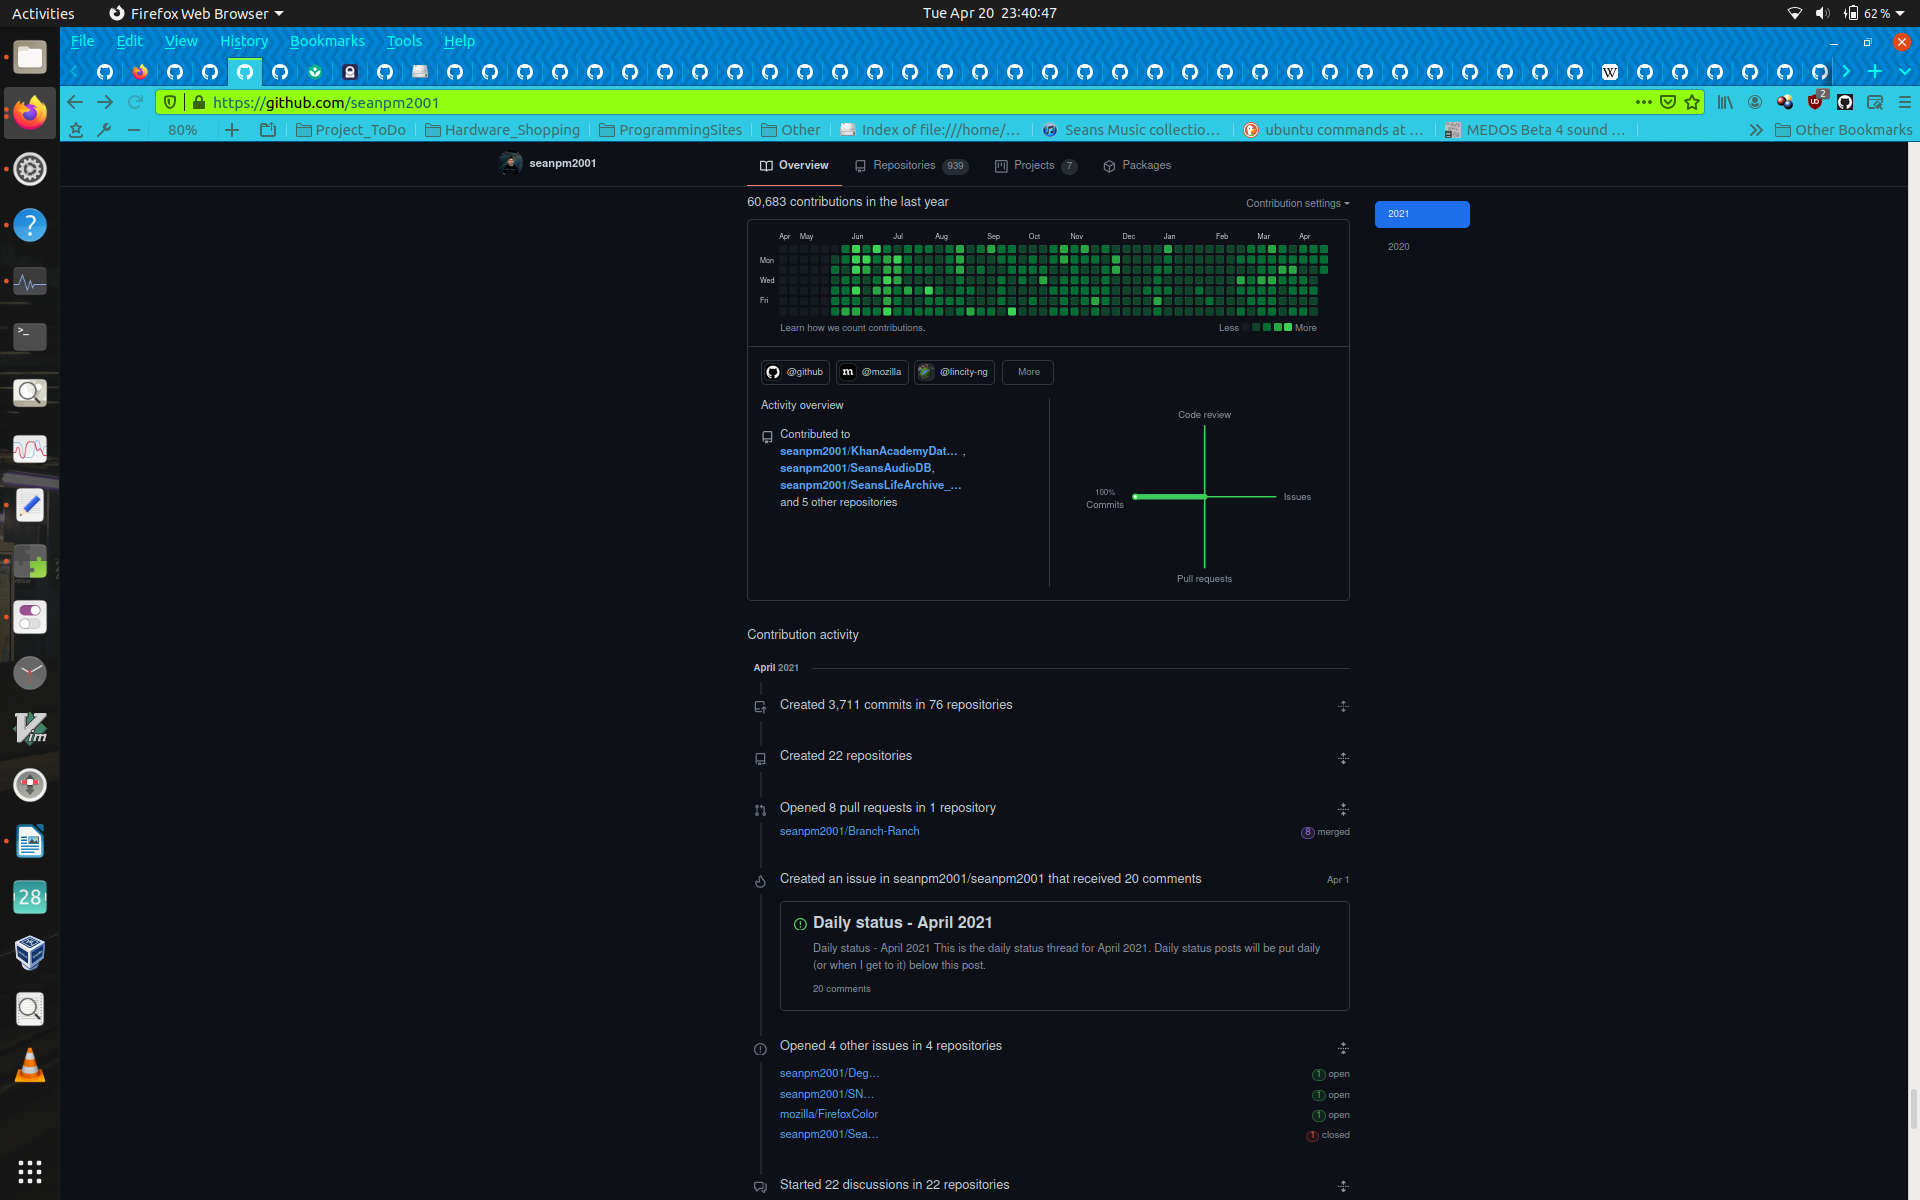 Activities
Firefox Web Browser
Tue Apr 20 23:40:47
62 %
File Edit View History Bookmarks Tools Help
W
https://github.com/seanpm2001
2
80%
Project_ToDo
Hardware_Shopping
ProgrammingSites
Other
Index of file:///home/...
Seans Music collectio...
ubuntu commands at ...
MEDOS Beta 4 sound ...
Other Bookmarks
seanpm2001
Overview
Repositories 939
Projects 7
Packages
60,683 contributions in the last year
Contribution settings
2021
2020
Apr May Jun Jul Aug Sep Oct Nov Dec Jan Feb Mar Apr
Mon
Wed
Fri
Learn how we count contributions.
Less More
@github
m @mozilla
@lincity-ng
More
Activity overview
Contributed to
seanpm2001/KhanAcademyDat... ,
seanpm2001/SeansAudioDB,
seanpm2001/SeansLifeArchive_...
and 5 other repositories
Code review
100%
Commits
Issues
Pull requests
Contribution activity
April 2021
Created 3,711 commits in 76 repositories
Created 22 repositories
Opened 8 pull requests in 1 repository
seanpm2001/Branch-Ranch
8 merged
Created an issue in seanpm2001/seanpm2001 that received 20 comments
Apr 1
Daily status - April 2021
Daily status - April 2021 This is the daily status thread for April 2021. Daily status posts will be put daily
(or when I get to it) below this post.
20 comments
Opened 4 other issues in 4 repositories
seanpm2001/Deg...
1 open
seanpm2001/SN...
1 open
mozilla/FirefoxColor
1 open
seanpm2001/Sea...
1 closed
Started 22 discussions in 22 repositories
>_
?
Vim
28